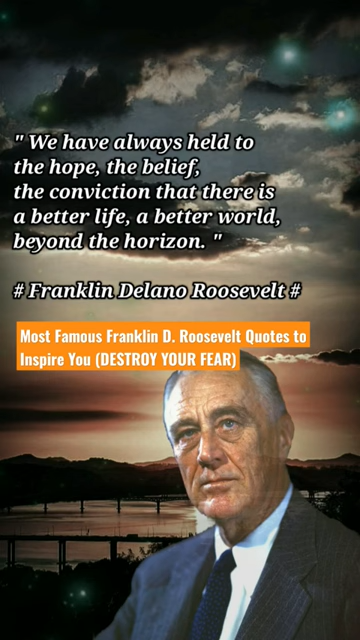 " We have always held to
the hope, the belief,
the conviction that there is
a better life, a better world,
beyond the horizon. "
# Franklin Delano Roosevelt #
Most Famous Franklin D. Roosevelt Quotes to
Inspire You (DESTROY YOUR FEAR)